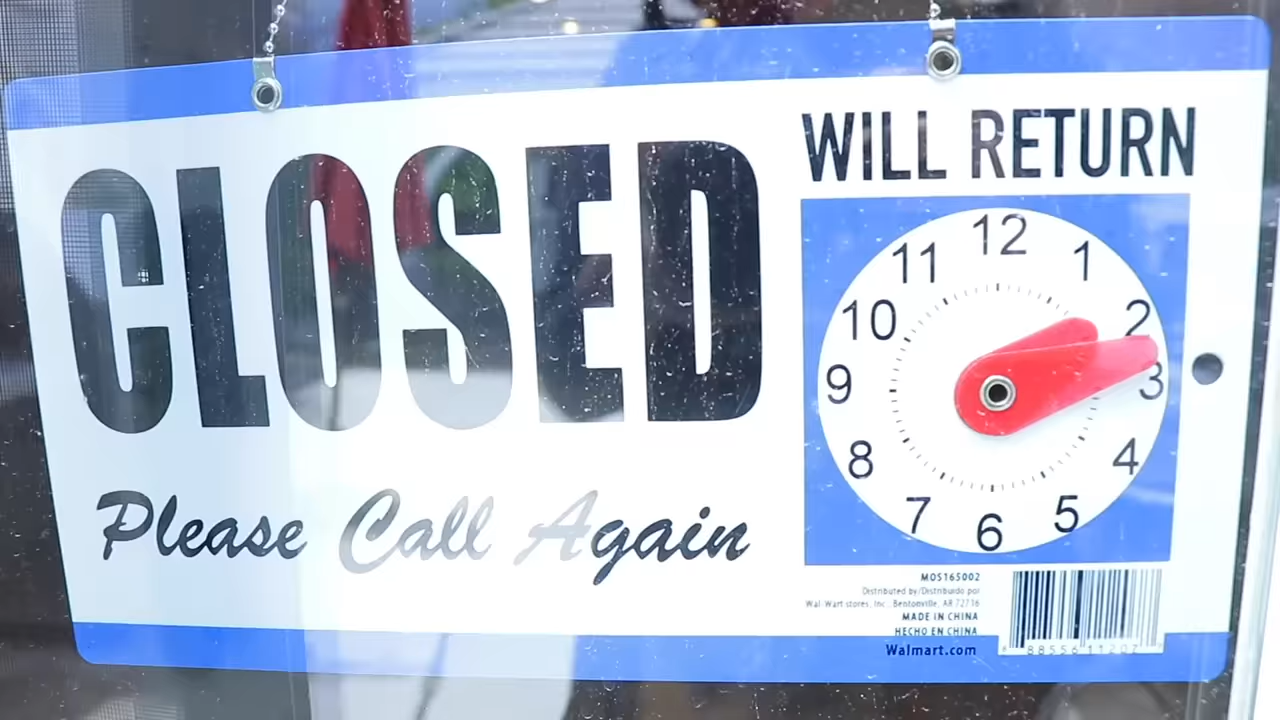 CLOSED
Please Call Again
WILL RETURN
12
11
1
10
2
9
3
8
4
7
5
6
MOS165002
Distributed by/Distribuido por
Wal-Mart stores, Inc., Bentonville, AR 72716
MADE IN CHINA
HECHO EN CHINA
Walmart.com